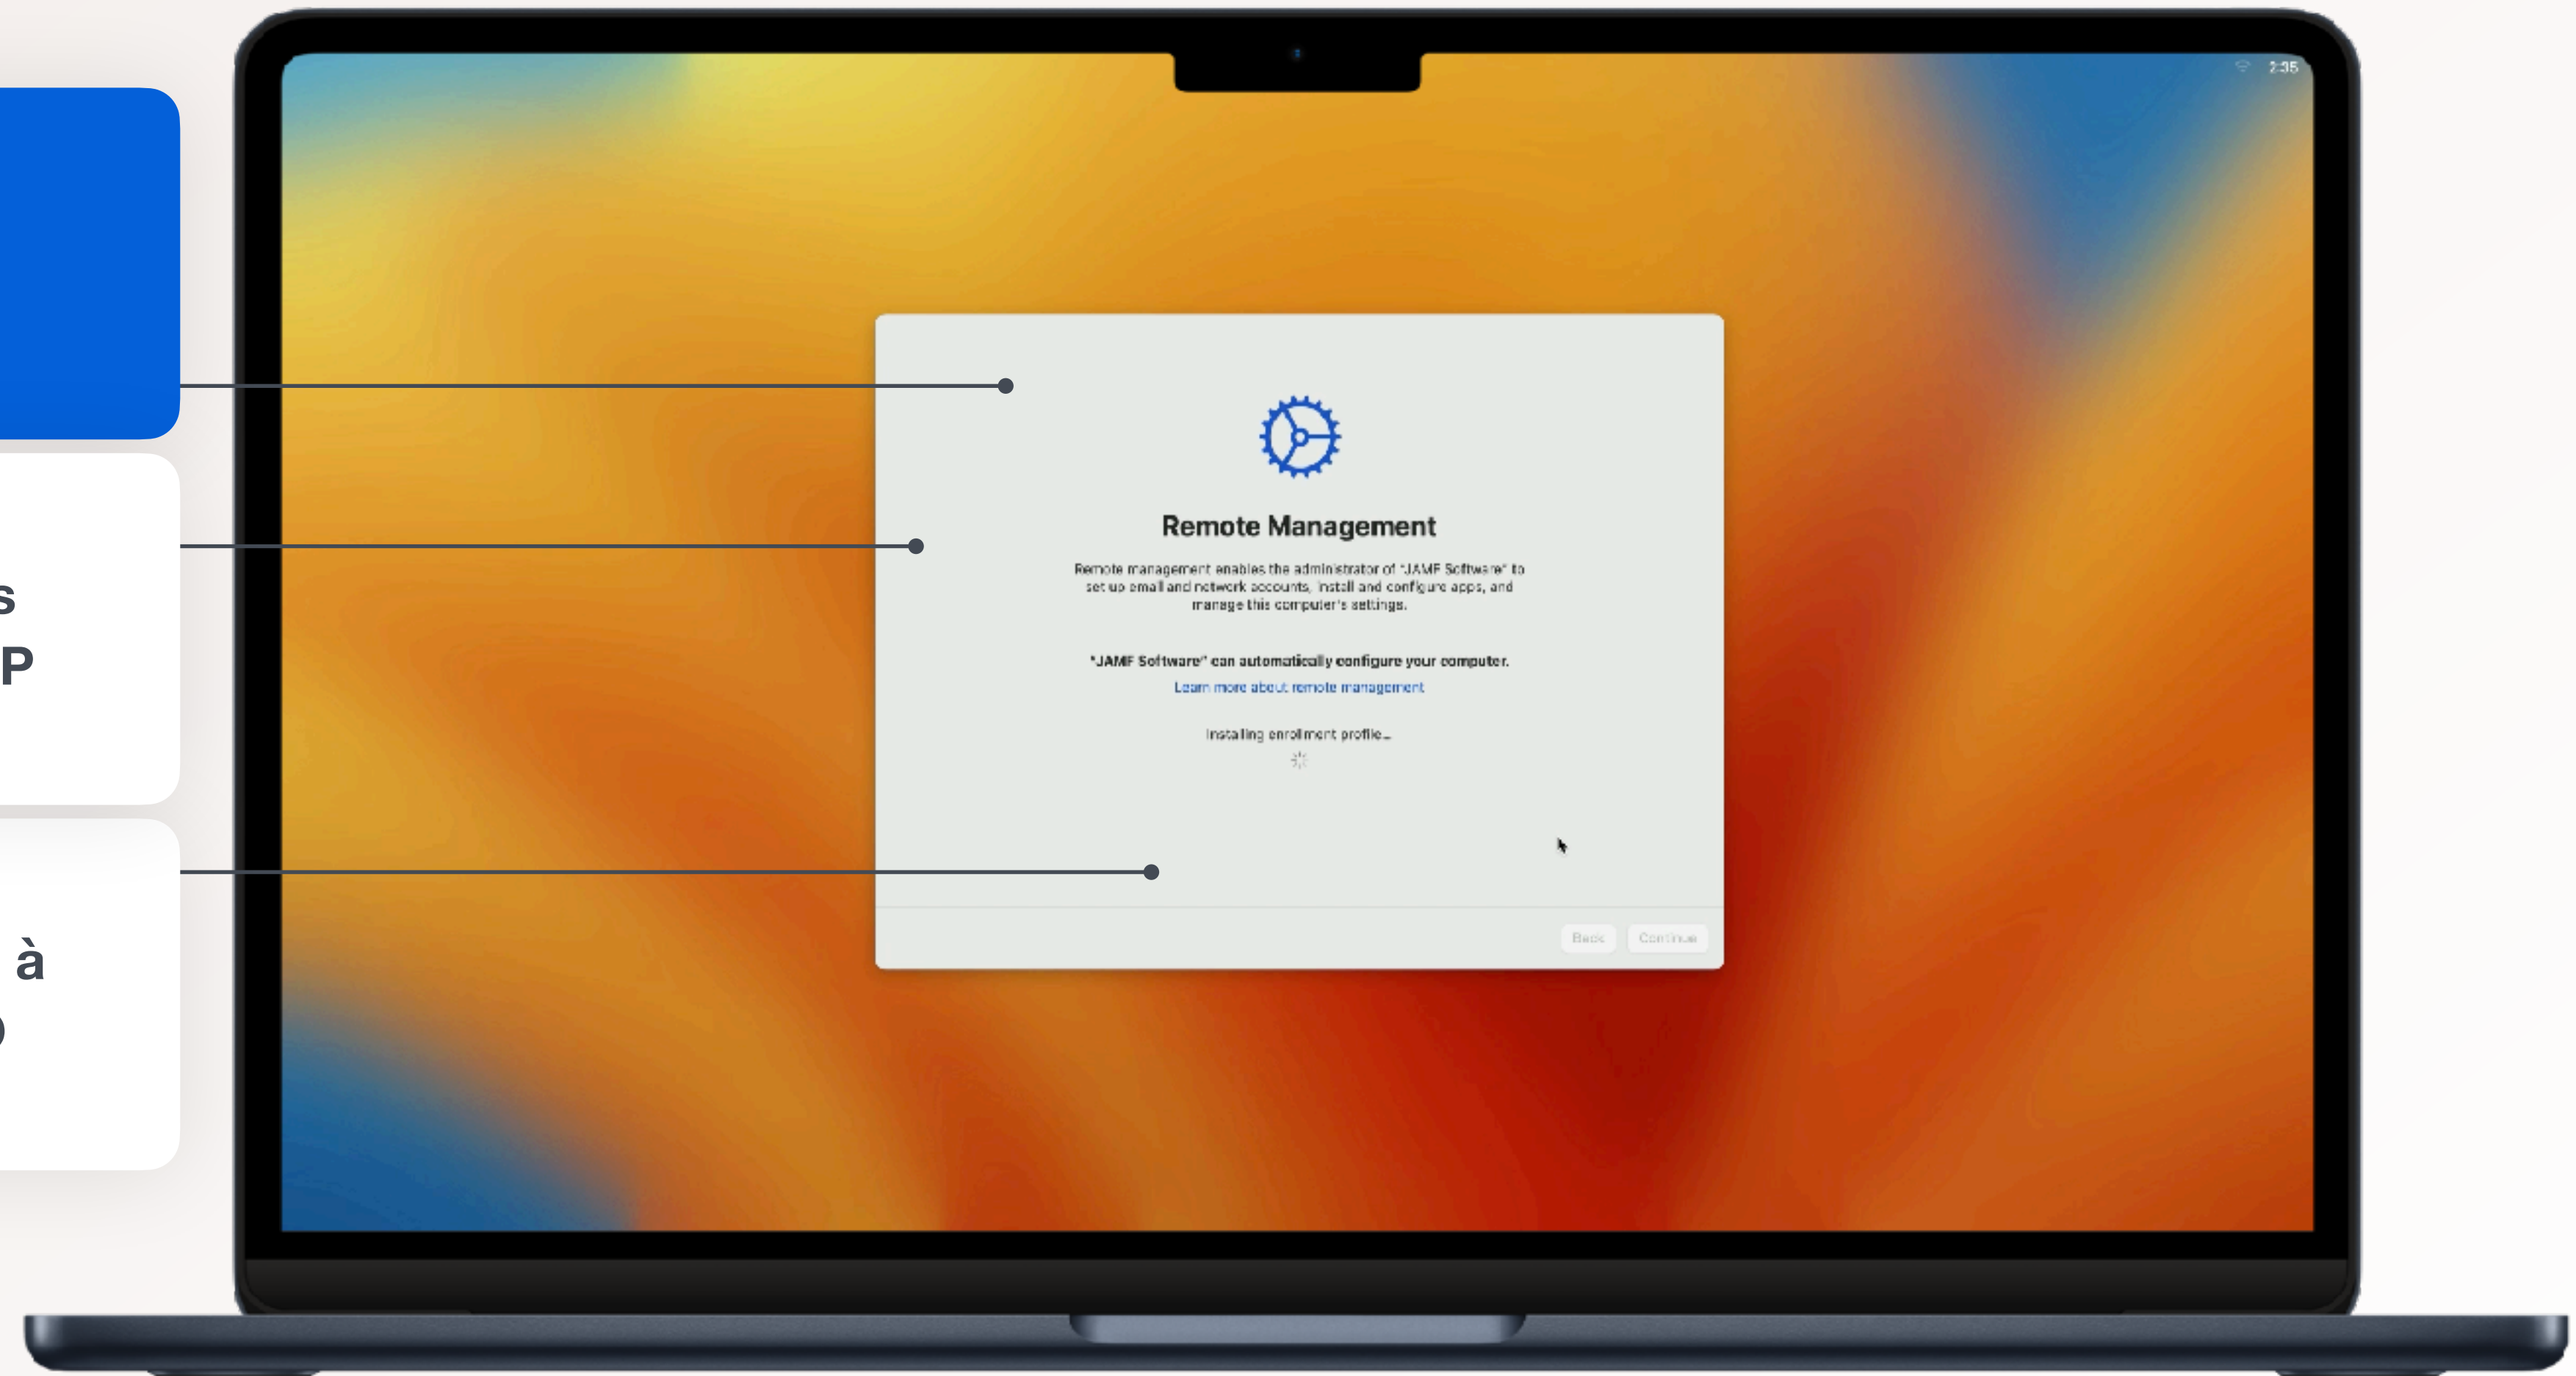 2:35
s
P
à
Remote Management
Remote management enables the administrator of "JAMF Software" to
set up email and network accounts, install and configure apps, and
manage this computer's settings.
"JAMF Software" can automatically configure your computer.
Learn more about remote management
Installing enrollment profile...
Back
Continue